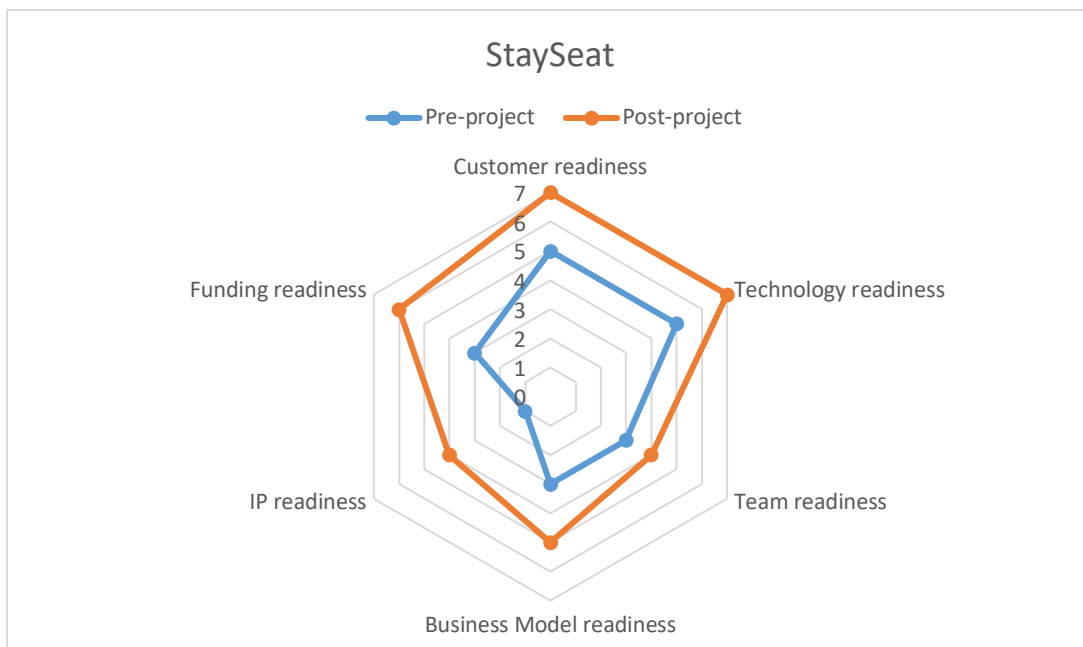 StaySeat
Pre-project Post-project
Customer readiness
7
6
5
4
3
2
1
0
Funding readiness
Technology readiness
IP readiness
Team readiness
Business Model readiness